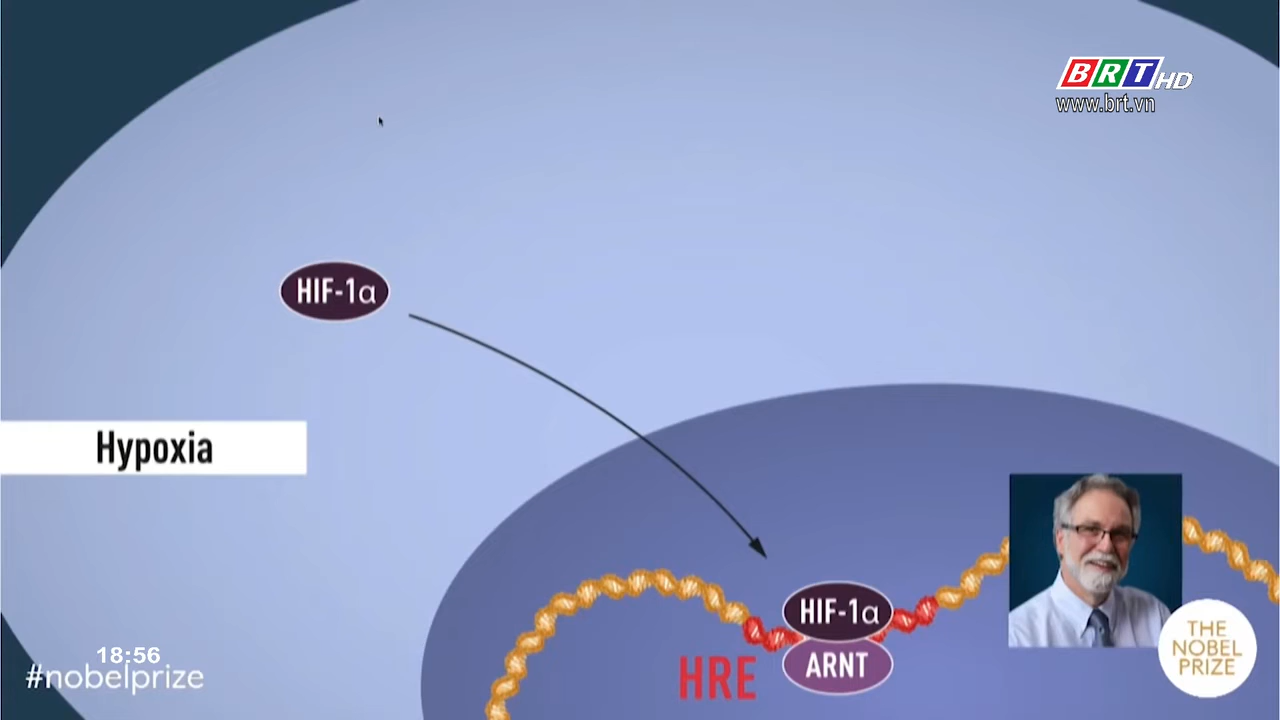 BRT HD
www.brt.vn
HIF-1α
Hypoxia
HIF-1α
ARNT
HRE
THE
NOBEL
PRIZE
18:56
#nobelprize